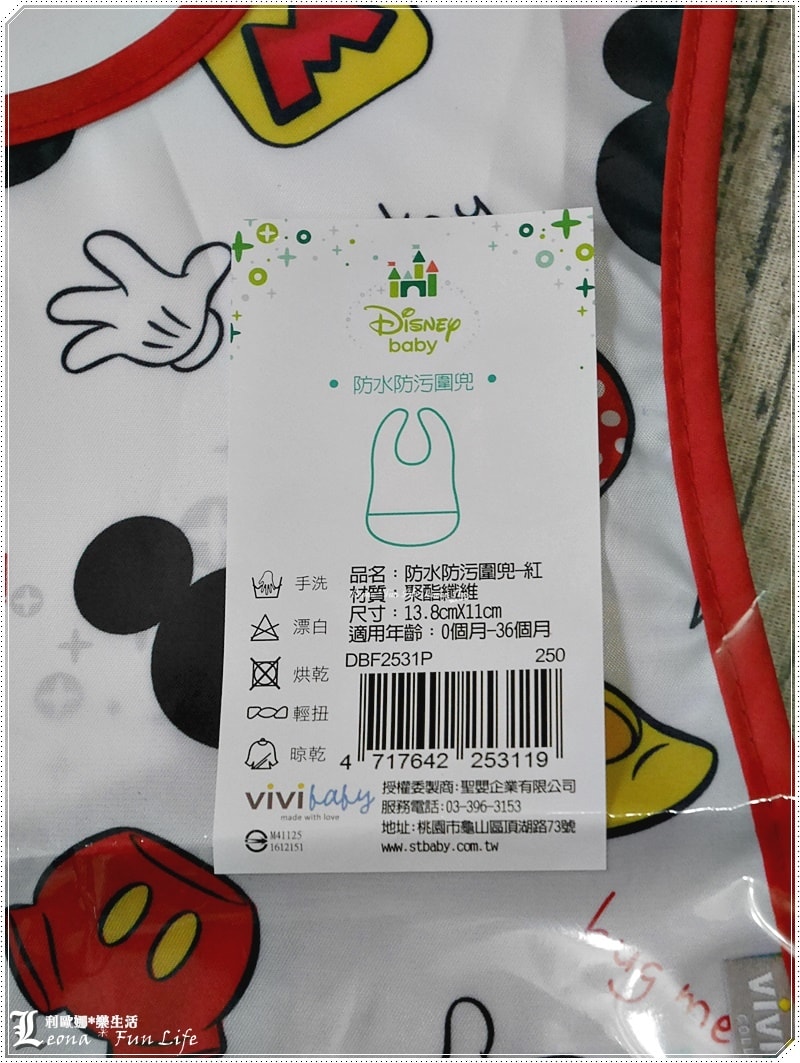 M
Disney
baby
• 防水防污圍兜 •
手洗
漂白
烘乾
輕扭
晾乾
品名：防水防污圍兜-紅
材質：聚酯纖維
尺寸：13.8cmX11cm
適用年齡：0個月-36個月
DBF2531P 250
4 717642 253119
vivibaby
made with love
M41125
1612151
授權委製商：聖嬰企業有限公司
服務電話：03-396-3153
地址：桃園市龜山區頂湖路73號
www.stbaby.com.tw
hug me
VIVI
利歐娜*樂生活
Leona * Fun Life